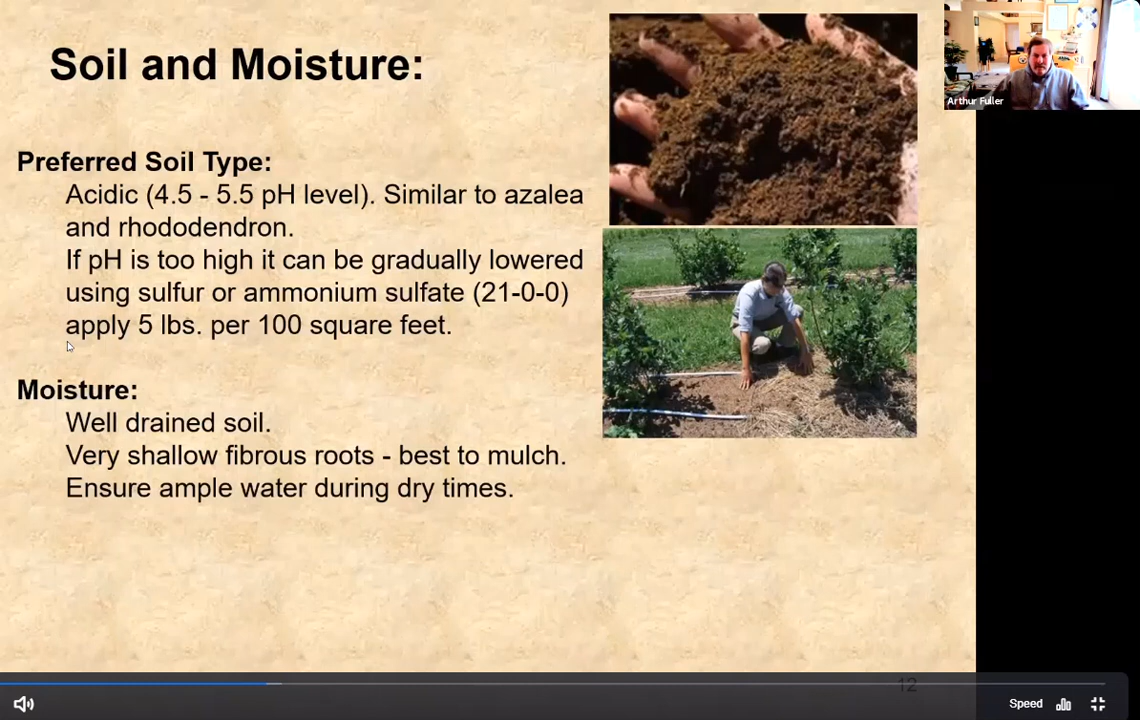 Soil and Moisture:
Arthur Fuller
Preferred Soil Type:
Acidic (4.5 - 5.5 pH level). Similar to azalea
and rhododendron.
If pH is too high it can be gradually lowered
using sulfur or ammonium sulfate (21-0-0)
apply 5 lbs. per 100 square feet.
Moisture:
Well drained soil.
Very shallow fibrous roots - best to mulch.
Ensure ample water during dry times.
12
Speed